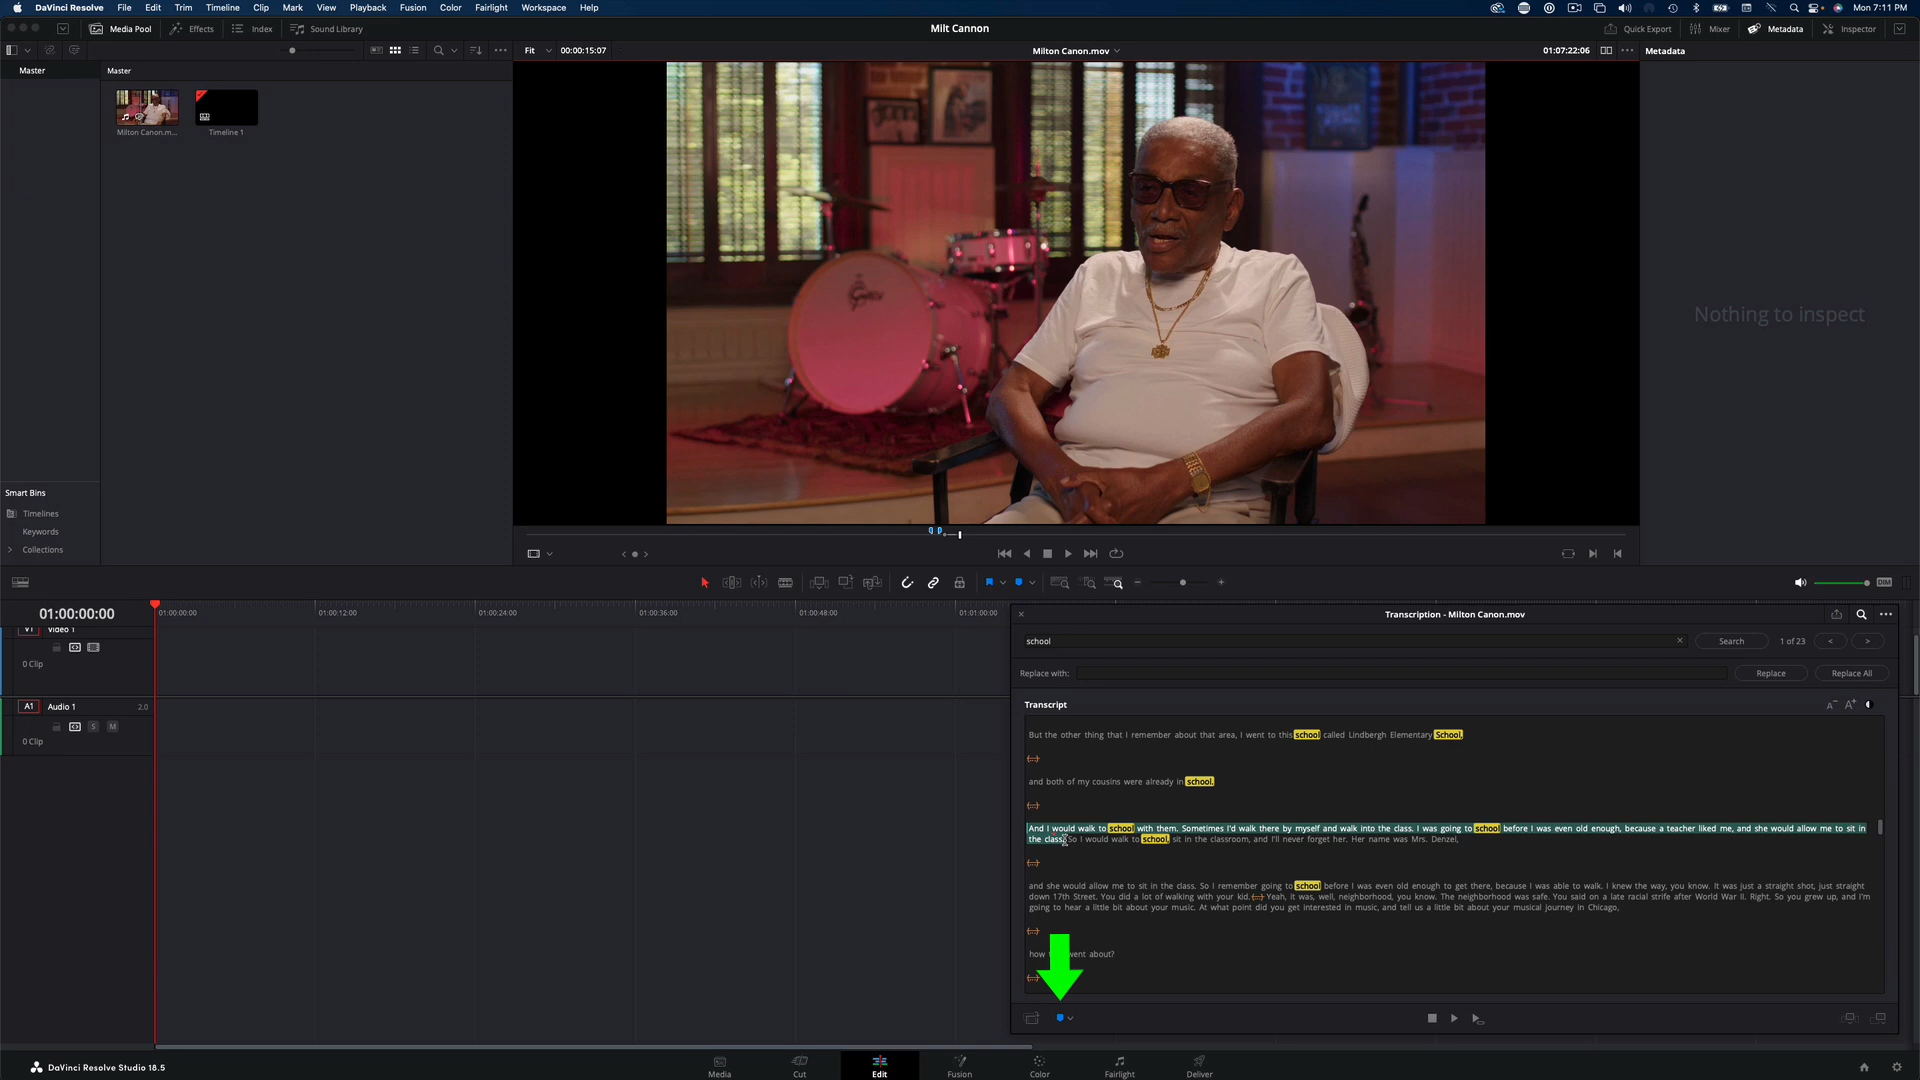 DaVinci Resolve File Edit Trim Timeline Clip Mark View Playback Fusion Color Fairlight Workspace Help
Mon 7:11 PM
Media Pool Effects Index Sound Library
Milt Cannon
Quick Export Mixer Metadata Inspector
Fit 00:00:15:07
Milton Canon.mov
01:07:22:06
Metadata
Master
Master
Milton Canon.m...
Timeline 1
Nothing to inspect
Smart Bins
Timelines
Keywords
Collections
DIM
01:00:00:00
01:00:00:00 01:00:12:00 01:00:24:00 01:00:36:00 01:00:48:00 01:01:00:00
V1 Video 1
0 Clip
A1 Audio 1 2.0
S M
0 Clip
Transcription - Milton Canon.mov
school
Search 1 of 23
Replace with:
Replace Replace All
Transcript
A- A+
But the other thing that I remember about that area, I went to this school called Lindbergh Elementary School,
(...)
and both of my cousins were already in school.
(...)
And I would walk to school with them. Sometimes I'd walk there by myself and walk into the class. I was going to school before I was even old enough, because a teacher liked me, and she would allow me to sit in
the class. So I would walk to school, sit in the classroom, and I'll never forget her. Her name was Mrs. Denzel,
(...)
and she would allow me to sit in the class. So I remember going to school before I was even old enough to get there, because I was able to walk. I knew the way, you know. It was just a straight shot, just straight
down 17th Street. You did a lot of walking with your kid. (...) Yeah, it was, well, neighborhood, you know. The neighborhood was safe. You said on a late racial strife after World War II. Right. So you grew up, and I'm
going to hear a little bit about your music. At what point did you get interested in music, and tell us a little bit about your musical journey in Chicago,
(...)
how went about?
(...)
DaVinci Resolve Studio 18.5
Media Cut Edit Fusion Color Fairlight Deliver